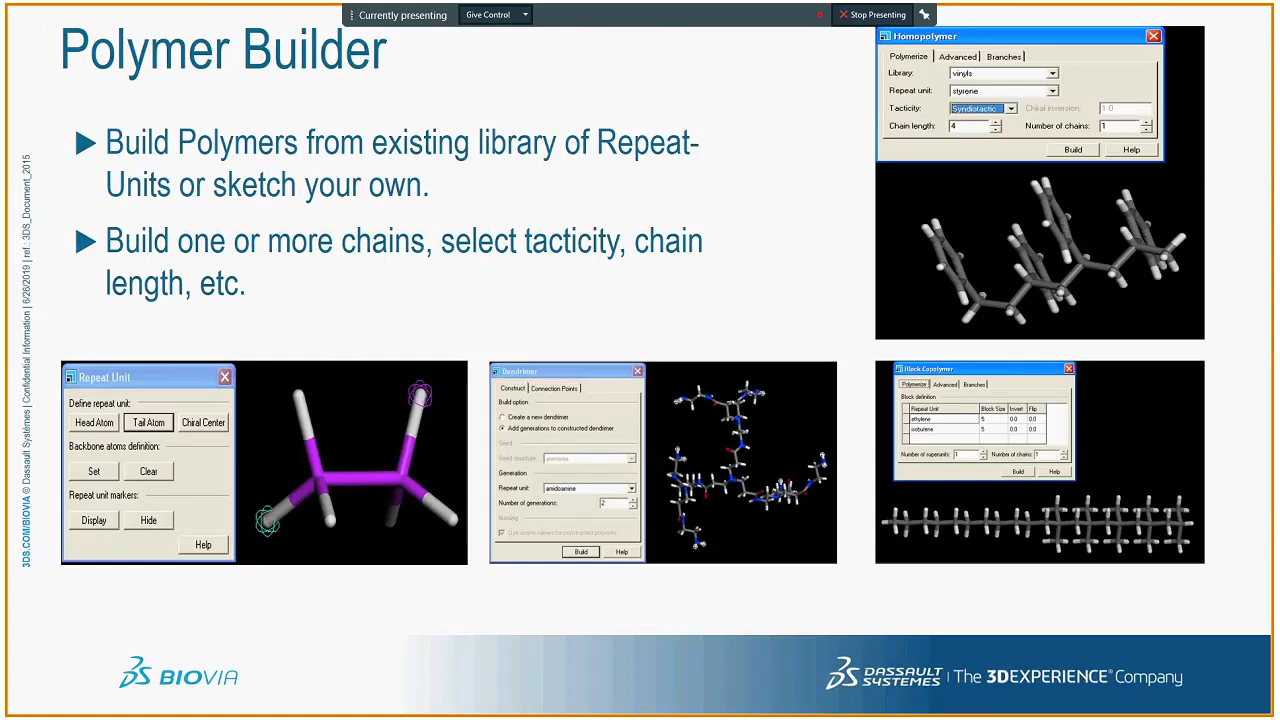 Currently presenting
Give Control
Stop Presenting
Polymer Builder
Build Polymers from existing library of Repeat-
Units or sketch your own.
Build one or more chains, select tacticity, chain
length, etc.
Homopolymer
Polymerize Advanced Branches
Library: vinyls
Repeat unit: styrene
Tacticity: Syndiotactic Chiral inversion: 1.0
Chain length: 4 Number of chains: 1
Build Help
Repeat Unit
Define repeat unit:
Head Atom Tail Atom Chiral Center
Backbone atoms definition:
Set Clear
Repeat unit markers:
Display Hide
Help
Dendrimer
Construct Connection Points
Build option
Create a new dendrimer
Add generations to constructed dendrimer
Seed
Seed structure: ammonia
Generation
Repeat unit: amidoamine
Number of generations: 2
Naming
Use simple names for constructed polymers
Build Help
Block Copolymer
Polymerize Advanced Branches
Block definition
Repeat Unit Block Size Invert Flip
ethylene 5 0.0 0.0
isobutene 5 0.0 0.0
Number of superunits: 1 Number of chains: 1
Build Help
3DS.COM/BIOVIA © Dassault Systèmes | Confidential Information | 6/26/2019 | ref.: 3DS_Document_2015
BIOVIA
DASSAULT SYSTEMES | The 3DEXPERIENCE® Company